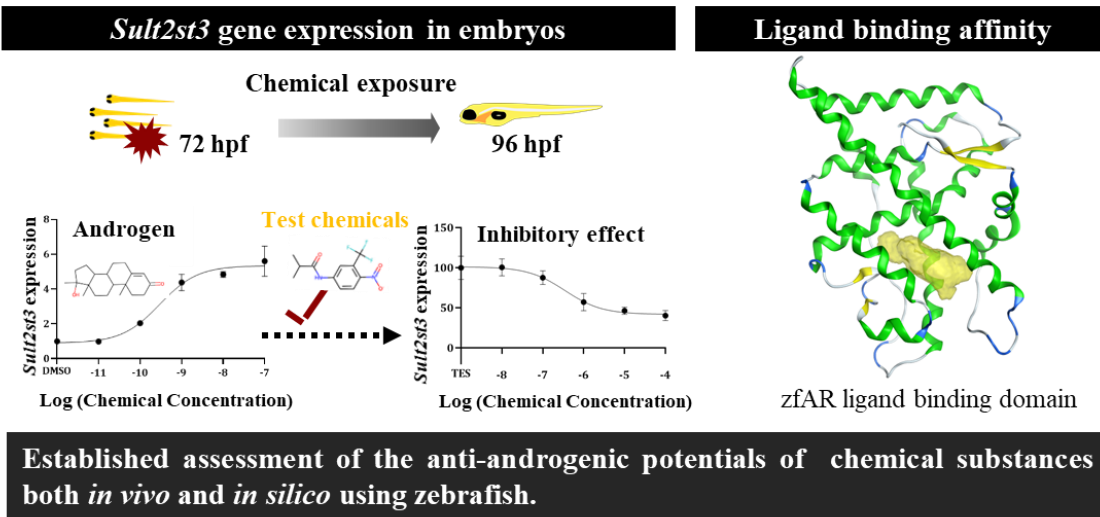 Sult2st3 gene expression in embryos
Ligand binding affinity
Chemical exposure
72 hpf
96 hpf
Androgen
Test chemicals
Inhibitory effect
Sult2st3 expression
8
6
4
2
0
DMSO -11 -10 -9 -8 -7
Log (Chemical Concentration)
OH
O
O
N
H
F
F
F
N
O
O
Sult2st3 expression
150
100
50
0
TES -8 -7 -6 -5 -4
Log (Chemical Concentration)
zfAR ligand binding domain
Established assessment of the anti-androgenic potentials of chemical substances
both in vivo and in silico using zebrafish.